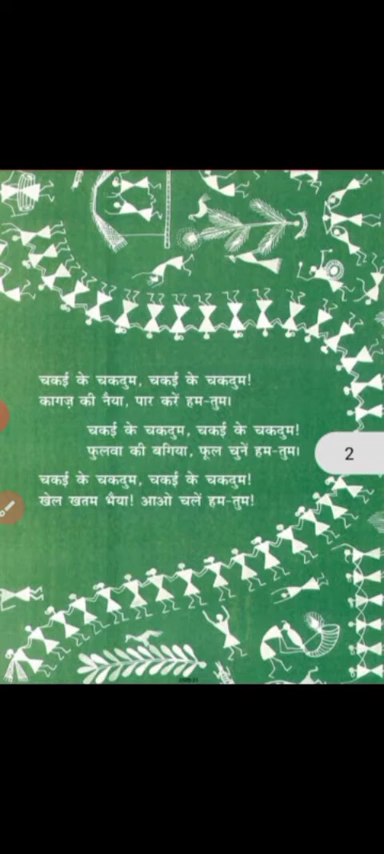 चकई के चकदुम, चकई के चकदुम!
कागज़ की नैया, पार करें हम-तुम।
चकई के चकदुम, चकई के चकदुम!
फुलवा की बगिया, फूल चुनें हम-तुम।
2
चकई के चकदुम, चकई के चकदुम!
खेल खतम भैया! आओ चलें हम-तुम!